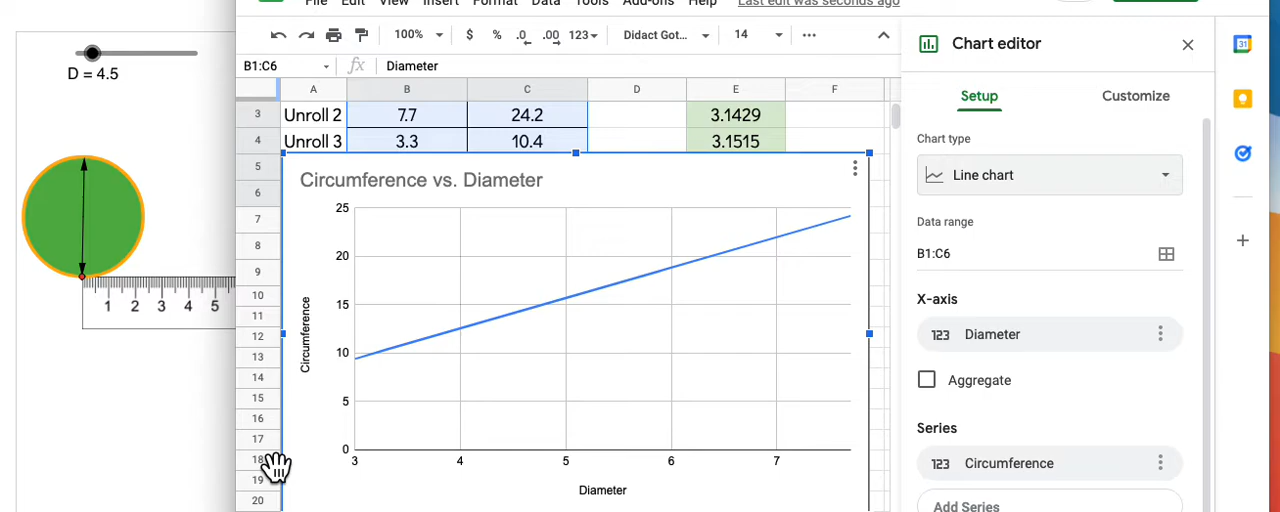 File Edit View Insert Format Data Tools Add-ons Help Last edit was seconds ago
100% $ % .0 .00 123 Didact Got... 14
D = 4.5
B1:C6 fx Diameter
A B C D E F
3 Unroll 2 7.7 24.2 3.1429
4 Unroll 3 3.3 10.4 3.1515
5
6
7
8
9
10
11
12
13
14
15
16
17
18
19
20
Circumference vs. Diameter
25
20
15
10
5
0
Circumference
3 4 5 6 7
Diameter
1 2 3 4 5
Chart editor
Setup Customize
Chart type
Line chart
Data range
B1:C6
X-axis
123 Diameter
Aggregate
Series
123 Circumference
Add Series
31